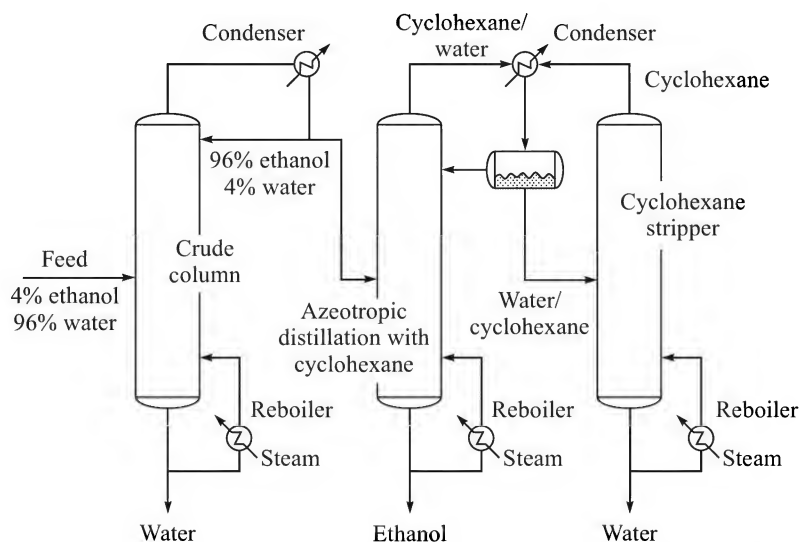 Condenser
Cyclohexane/
water
Condenser
Cyclohexane
96% ethanol
4% water
Feed
4% ethanol
96% water
Crude
column
Azeotropic
distillation with
cyclohexane
Water/
cyclohexane
Cyclohexane
stripper
Reboiler
Steam
Reboiler
Steam
Reboiler
Steam
Water
Ethanol
Water